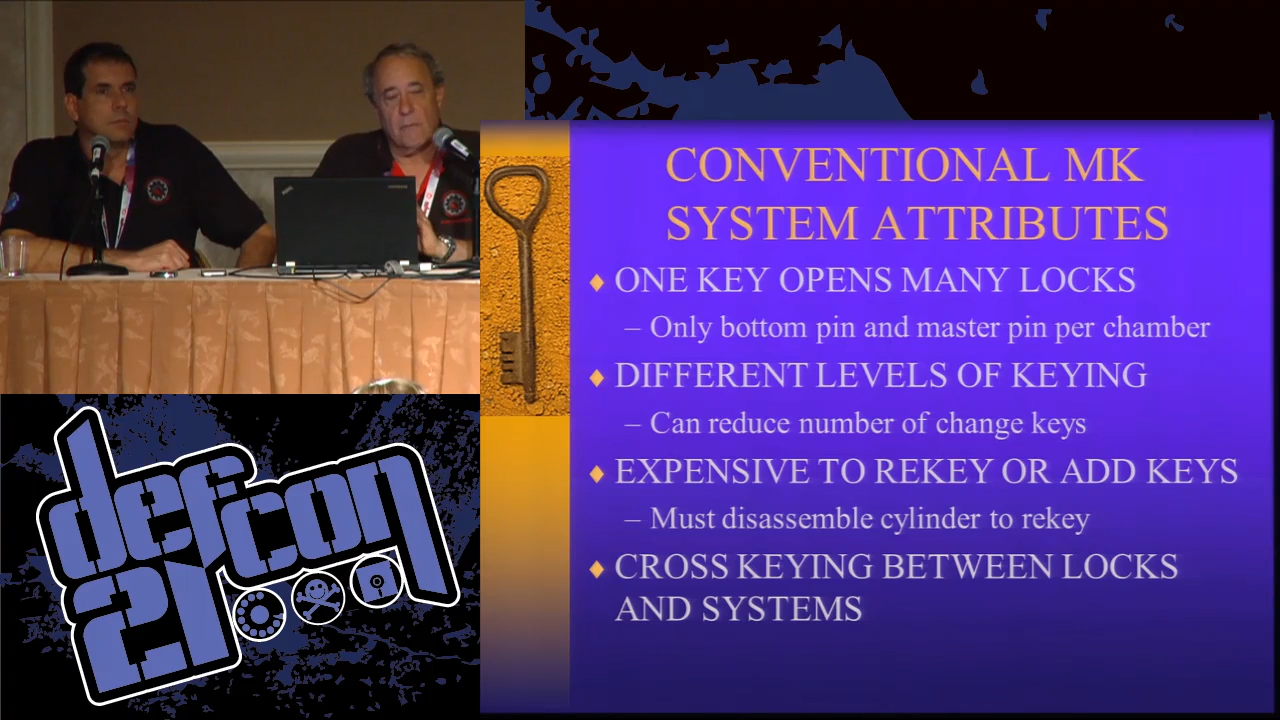 CONVENTIONAL MK
SYSTEM ATTRIBUTES
♦ ONE KEY OPENS MANY LOCKS
– Only bottom pin and master pin per chamber
♦ DIFFERENT LEVELS OF KEYING
– Can reduce number of change keys
♦ EXPENSIVE TO REKEY OR ADD KEYS
– Must disassemble cylinder to rekey
♦ CROSS KEYING BETWEEN LOCKS
AND SYSTEMS
defcon
21